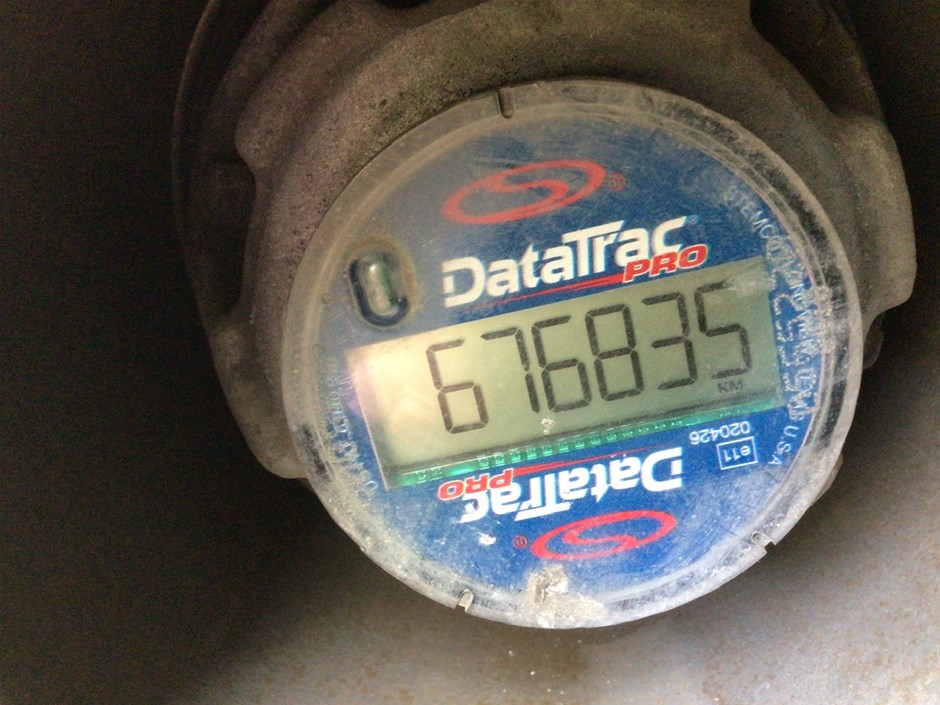 DataTrac®
PRO
676835
KM
e11
020426
DataTrac
PRO